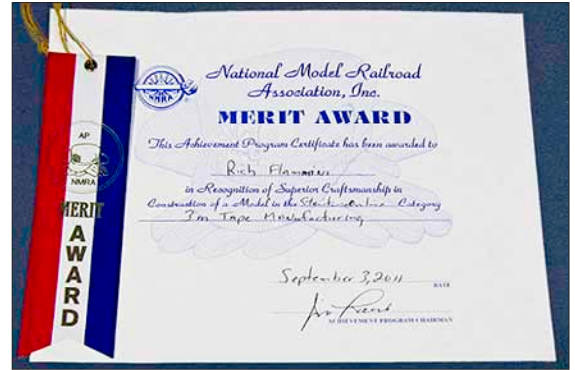 National Model Railroad
Association, Inc.
NMRA
MERIT AWARD
This Achievement Program Certificate has been awarded to
Rich
in Recognition of Superior Craftsmanship in
Construction of a Model in the Category
3m Tape Manufacturing
September 3, 2011
DATE
ACHIEVEMENT PROGRAM CHAIRMAN
AP
NMRA
MERIT
AWARD